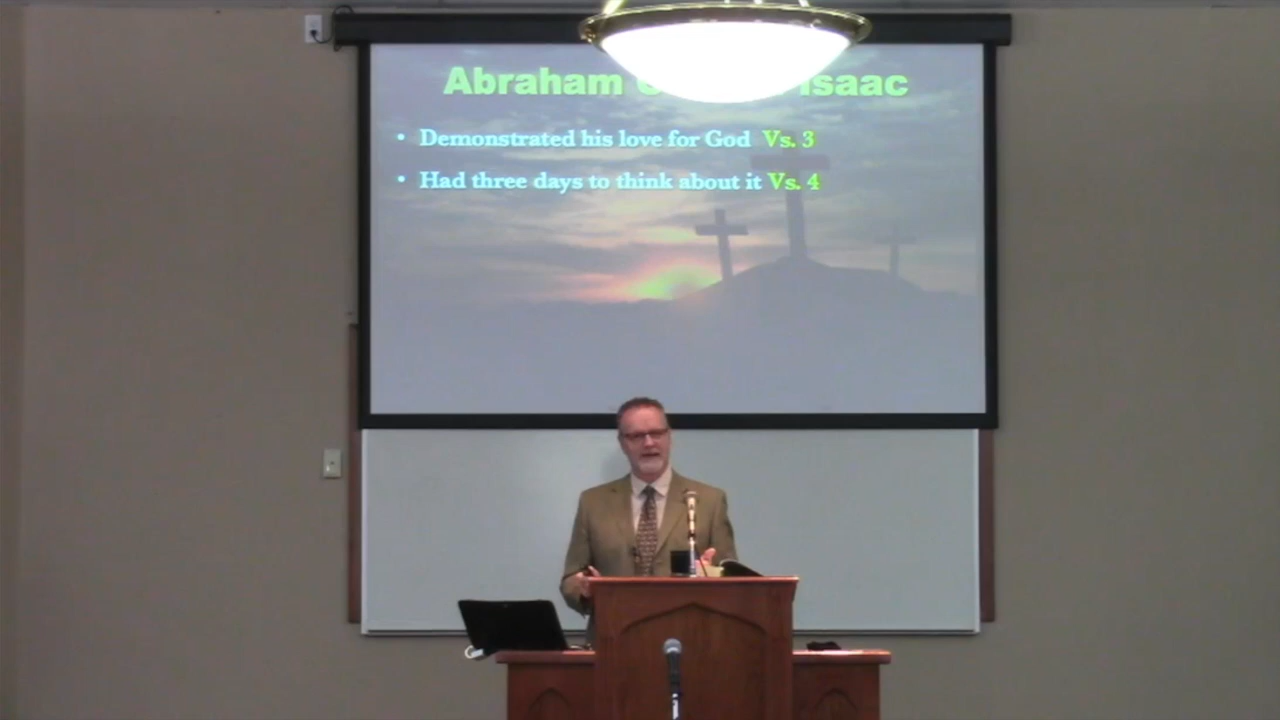 Abraham Isaac
• Demonstrated his love for God Vs. 3
• Had three days to think about it Vs. 4